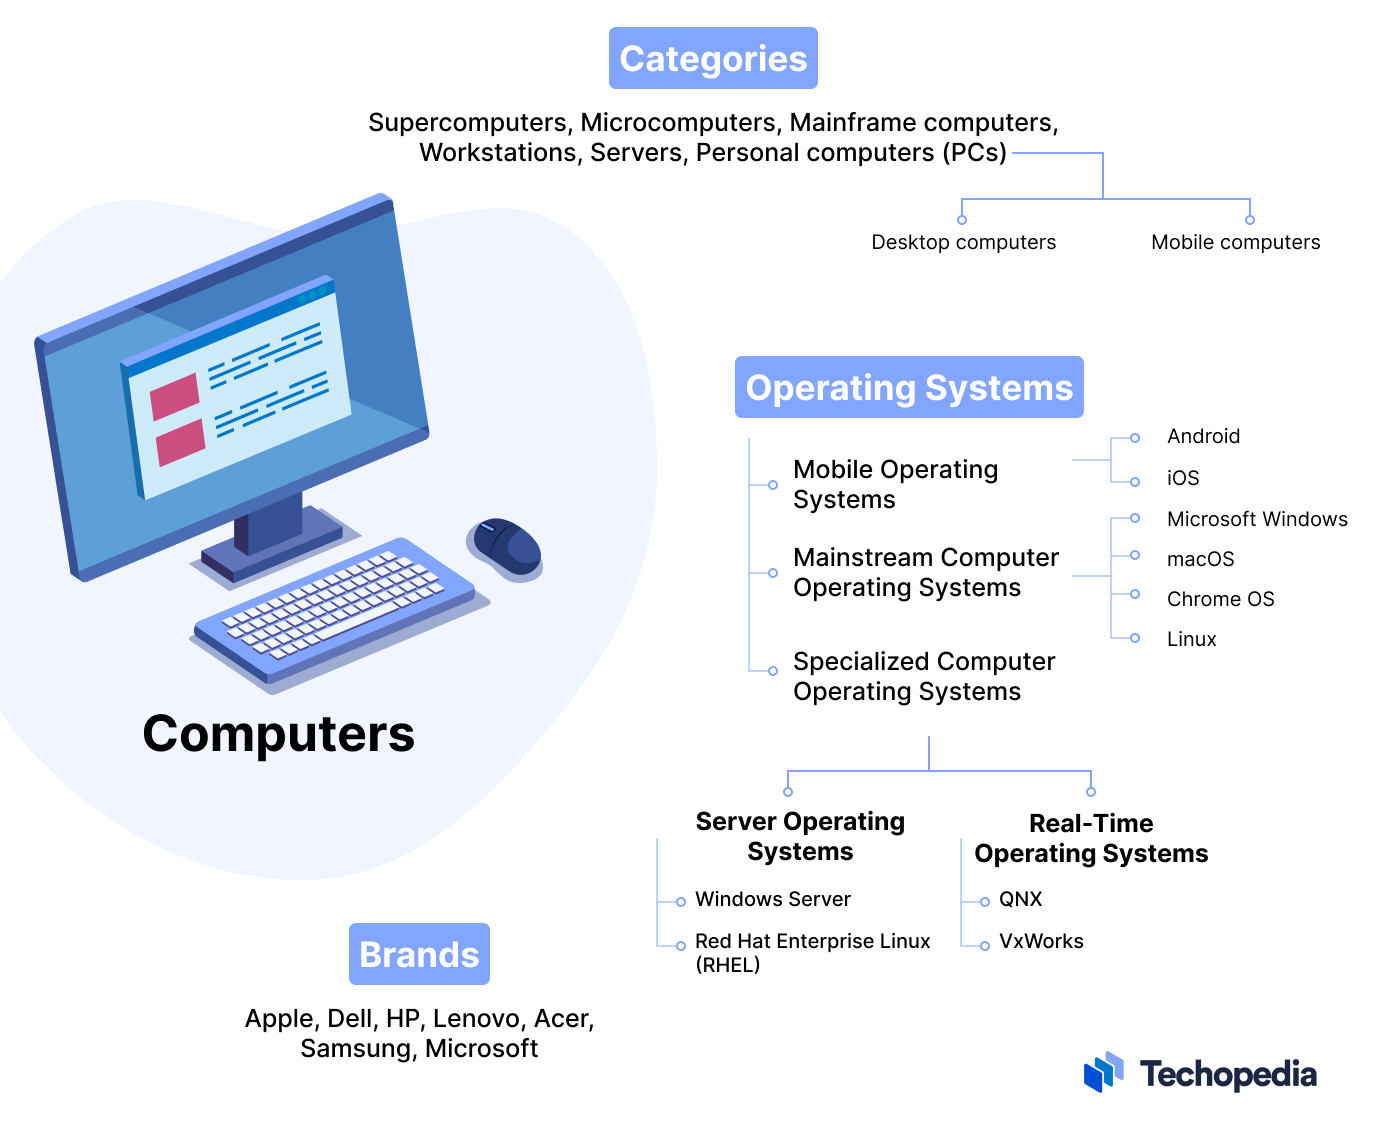 Categories
Supercomputers, Microcomputers, Mainframe computers,
Workstations, Servers, Personal computers (PCs)
Desktop computers
Mobile computers
Operating Systems
Mobile Operating
Systems
Android
iOS
Mainstream Computer
Operating Systems
Microsoft Windows
macOS
Chrome OS
Linux
Specialized Computer
Operating Systems
Server Operating
Systems
Windows Server
Red Hat Enterprise Linux
(RHEL)
Real-Time
Operating Systems
QNX
VxWorks
Computers
Brands
Apple, Dell, HP, Lenovo, Acer,
Samsung, Microsoft
Techopedia